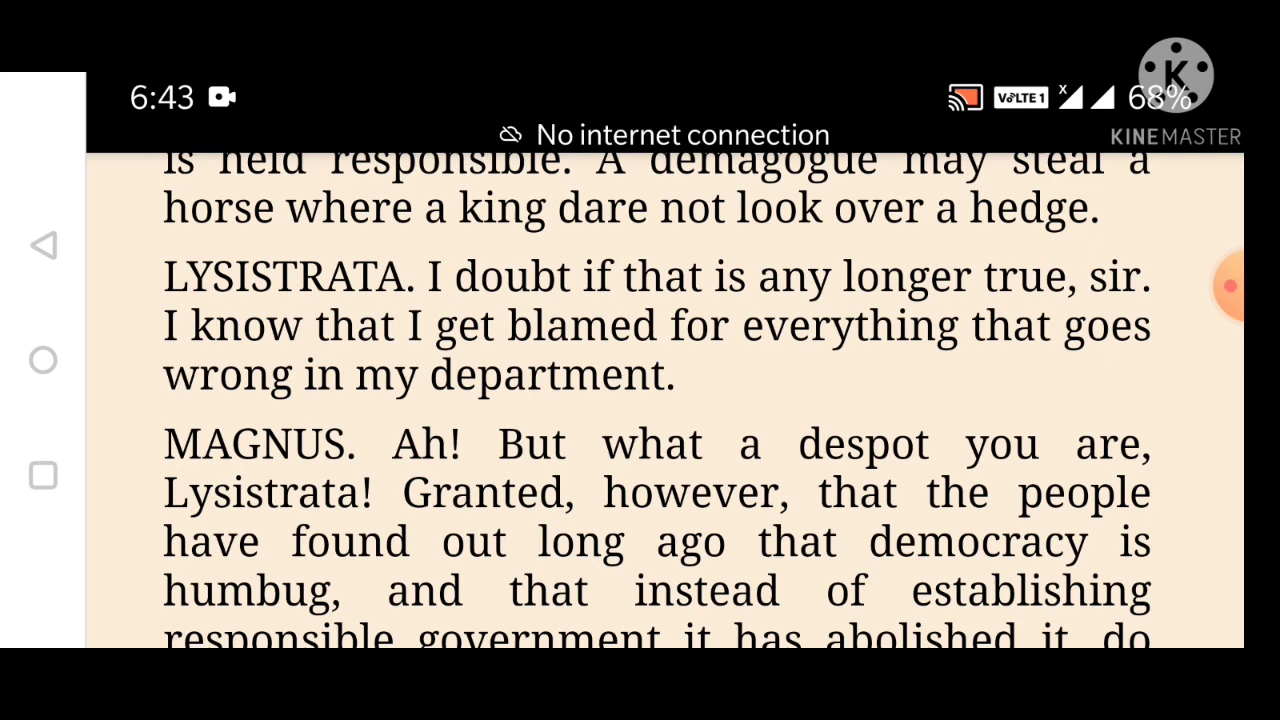 6:43 VoLTE 1 x 68% K
No internet connection KINEMASTER
is held responsible. A demagogue may steal a
horse where a king dare not look over a hedge.
LYSISTRATA. I doubt if that is any longer true, sir.
I know that I get blamed for everything that goes
wrong in my department.
MAGNUS. Ah! But what a despot you are,
Lysistrata! Granted, however, that the people
have found out long ago that democracy is
humbug, and that instead of establishing
responsible government it has abolished it, do